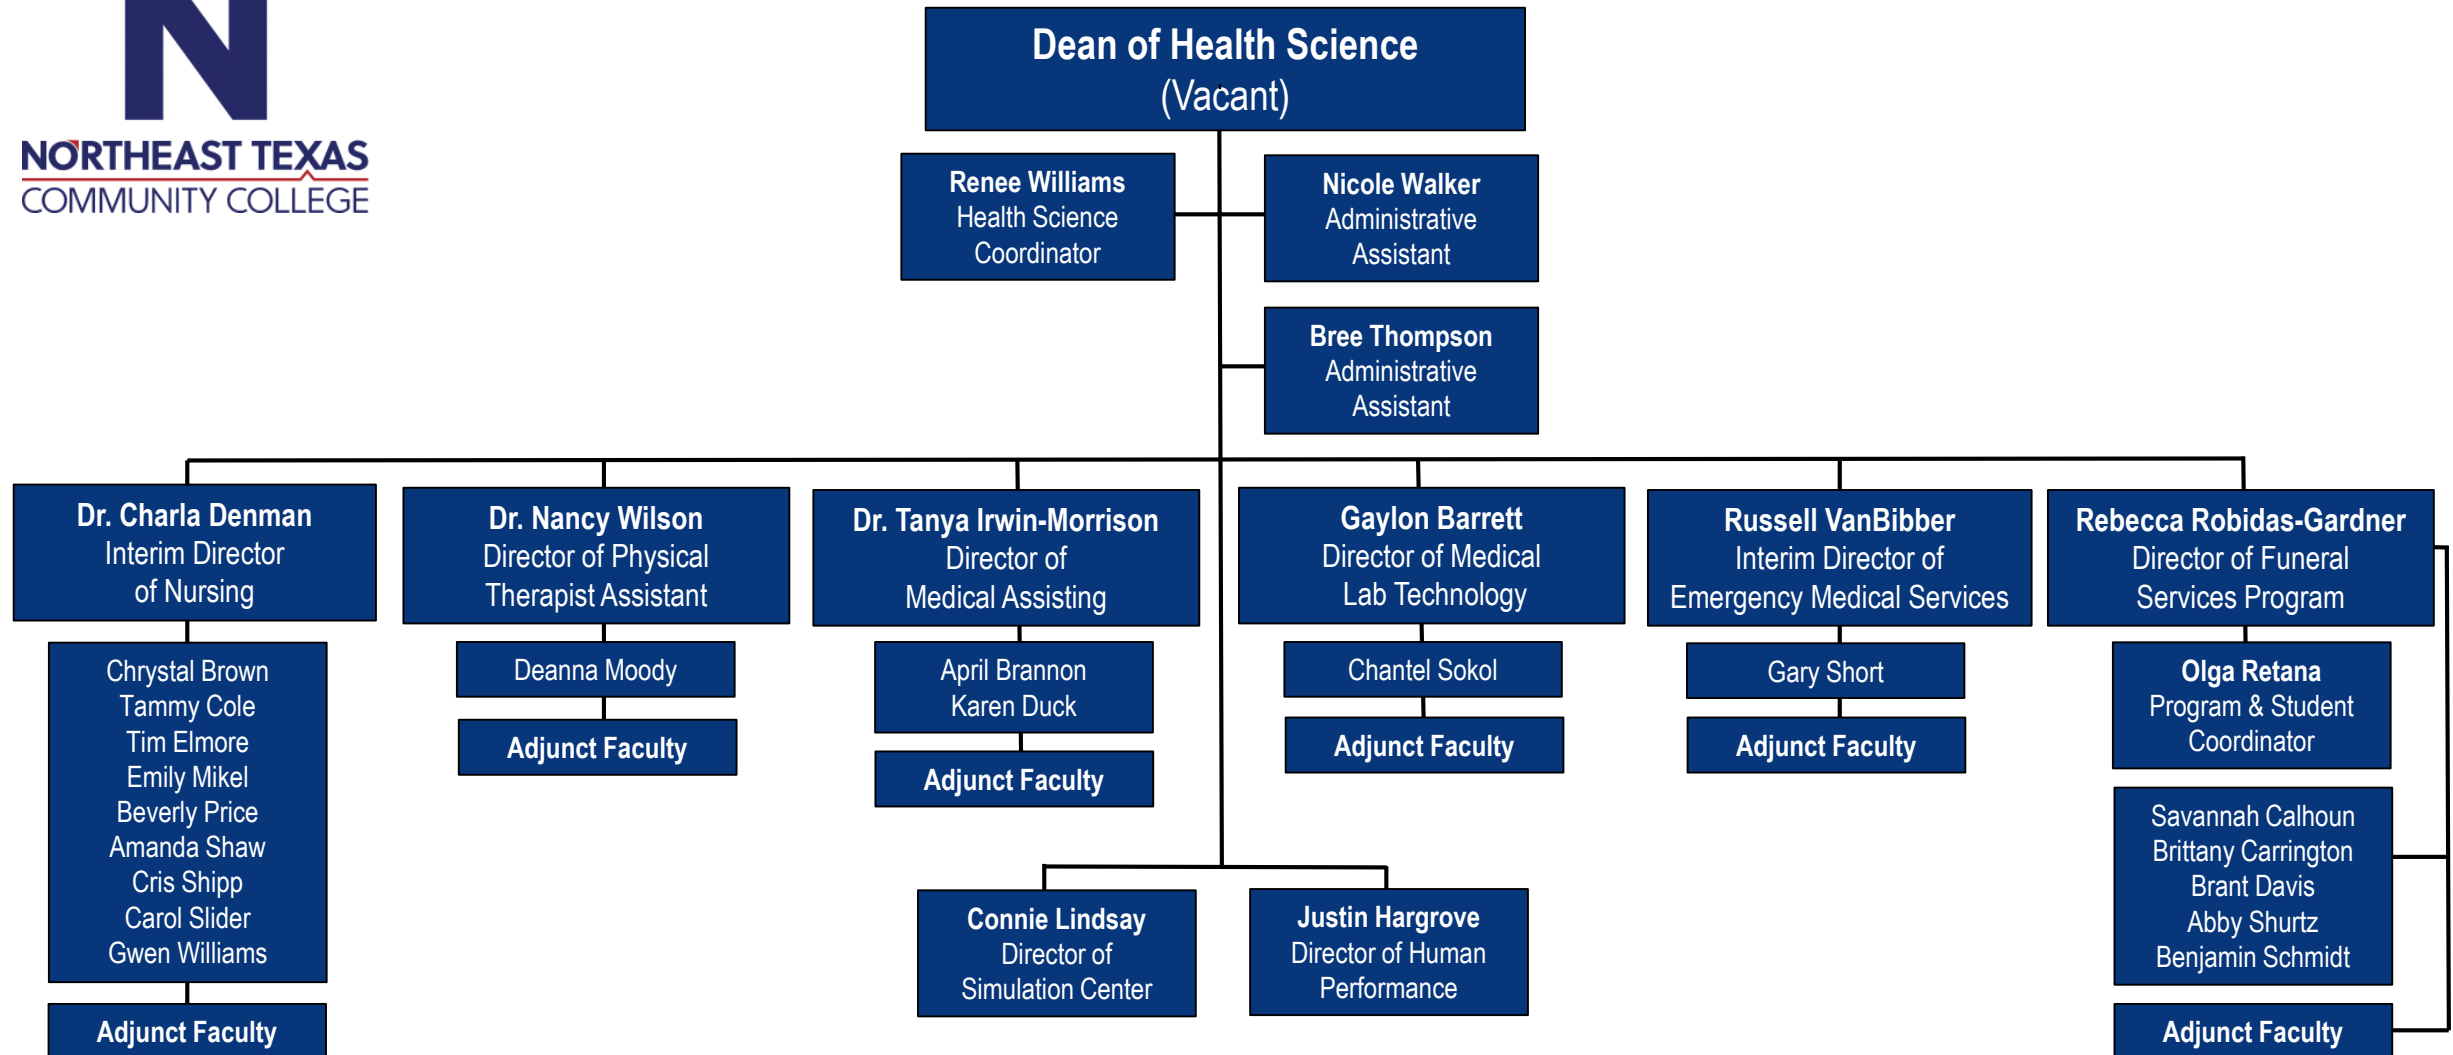 N
NORTHEAST TEXAS
COMMUNITY COLLEGE
Dean of Health Science
(Vacant)
Renee Williams
Health Science
Coordinator
Nicole Walker
Administrative
Assistant
Bree Thompson
Administrative
Assistant
Dr. Charla Denman
Interim Director
of Nursing
Chrystal Brown
Tammy Cole
Tim Elmore
Emily Mikel
Beverly Price
Amanda Shaw
Cris Shipp
Carol Slider
Gwen Williams
Adjunct Faculty
Dr. Nancy Wilson
Director of Physical
Therapist Assistant
Deanna Moody
Adjunct Faculty
Dr. Tanya Irwin-Morrison
Director of
Medical Assisting
April Brannon
Karen Duck
Adjunct Faculty
Gaylon Barrett
Director of Medical
Lab Technology
Chantel Sokol
Adjunct Faculty
Russell VanBibber
Interim Director of
Emergency Medical Services
Gary Short
Adjunct Faculty
Rebecca Robidas-Gardner
Director of Funeral
Services Program
Olga Retana
Program & Student
Coordinator
Savannah Calhoun
Brittany Carrington
Brant Davis
Abby Shurtz
Benjamin Schmidt
Adjunct Faculty
Connie Lindsay
Director of
Simulation Center
Justin Hargrove
Director of Human
Performance